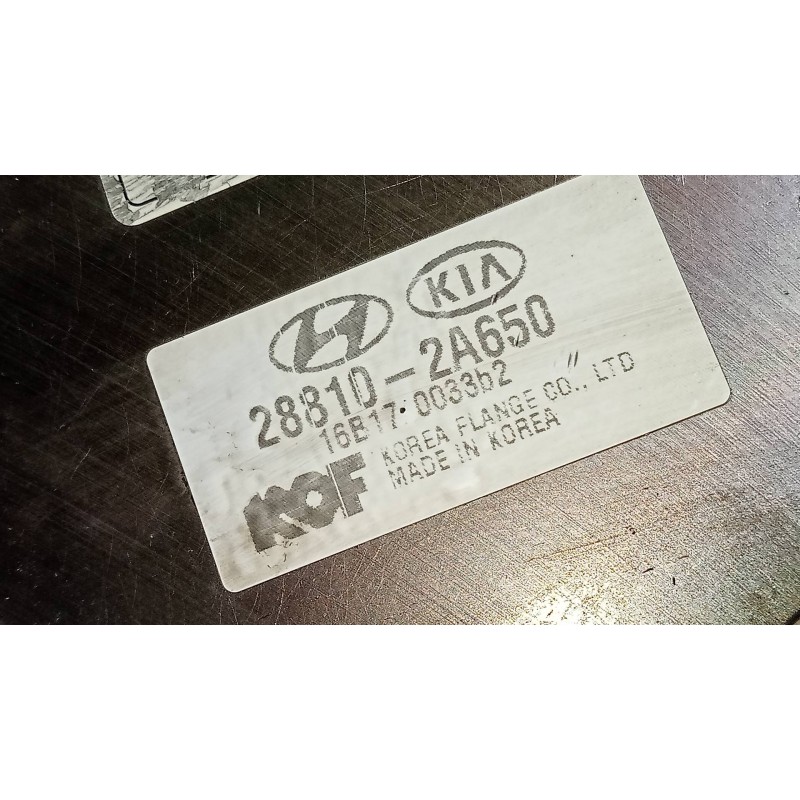 KIA
28810-2A650
16B17 0033b2
KOF
KOREA FLANGE CO., LTD
MADE IN KOREA